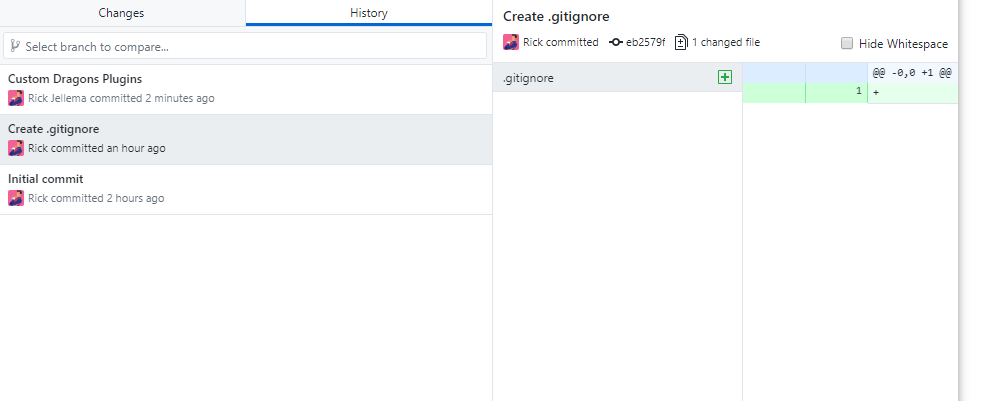 Changes
History
Select branch to compare...
Custom Dragons Plugins
Rick Jellema committed 2 minutes ago
Create .gitignore
Rick committed an hour ago
Initial commit
Rick committed 2 hours ago
Create .gitignore
Rick committed eb2579f 1 changed file
Hide Whitespace
.gitignore
@@ -0,0 +1 @@
1 +